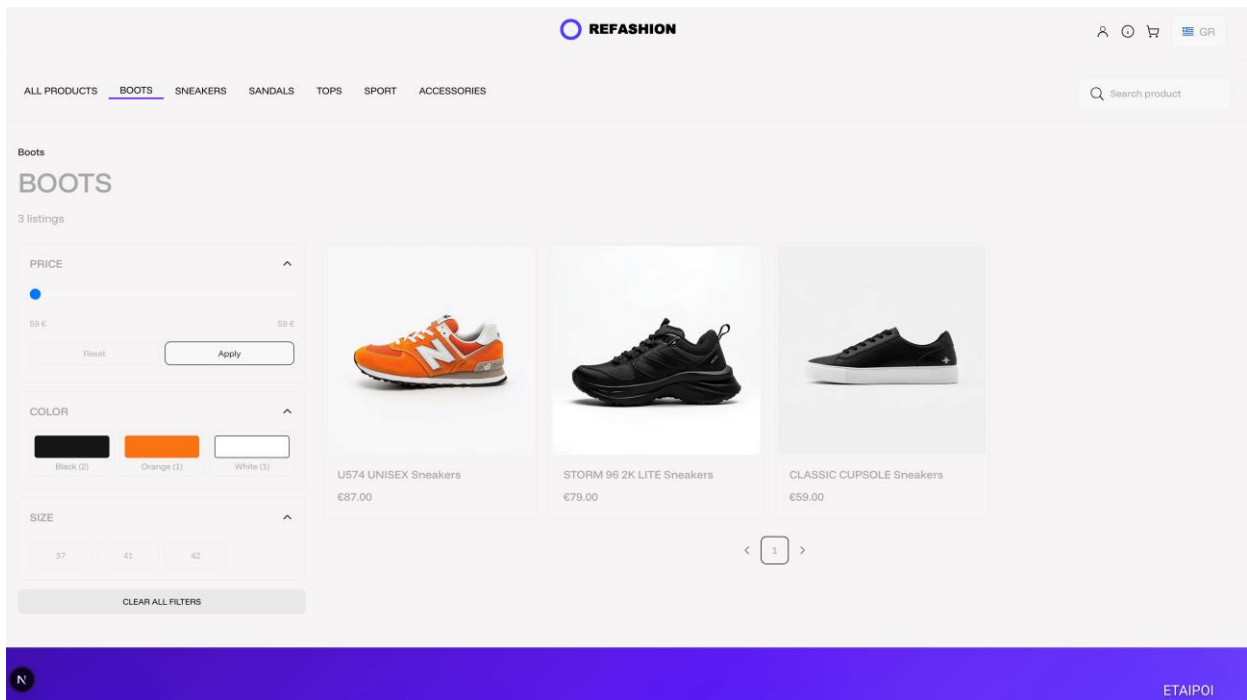 REFASHION
GR
ALL PRODUCTS BOOTS SNEAKERS SANDALS TOPS SPORT ACCESSORIES
Search product
Boots
BOOTS
3 listings
PRICE
59 € 59 €
Reset Apply
COLOR
Black (2) Orange (1) White (1)
SIZE
37 41 42
CLEAR ALL FILTERS
N
U574 UNISEX Sneakers
€87.00
STORM 96 2K LITE Sneakers
€79.00
CLASSIC CUPSOLE Sneakers
€59.00
1
N
ΕΤΑΙΡΟΙ